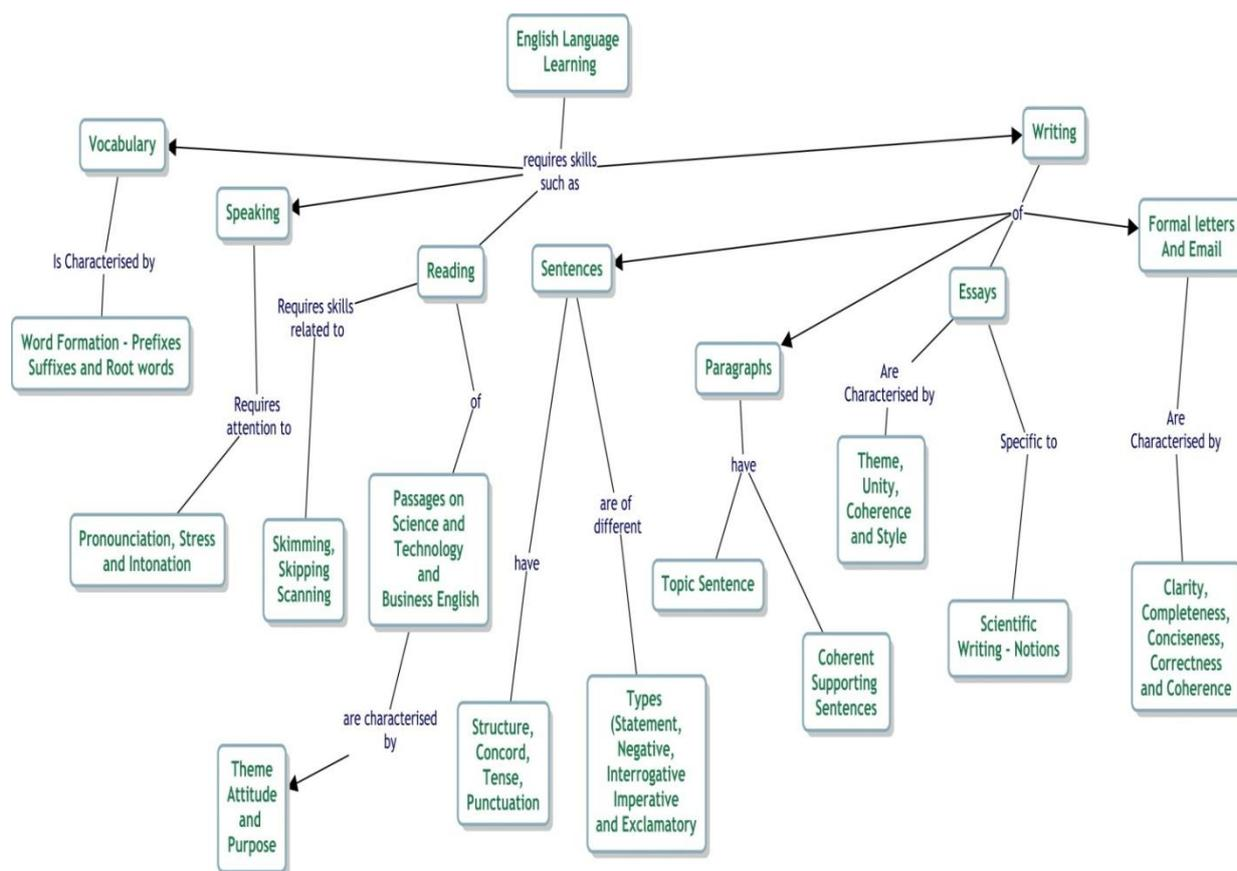 English Language
Learning
Vocabulary
Writing
requires skills
such as
Speaking
of
Formal letters
And Email
Is Characterised by
Reading
Sentences
Essays
Requires skills
related to
Word Formation - Prefixes
Suffixes and Root words
Paragraphs
Are
Characterised by
Requires
attention to
of
Are
Characterised by
have
Specific to
Theme,
Unity,
Coherence
and Style
Passages on
Science and
Technology
and
Business English
are of
different
Pronounciation, Stress
and Intonation
Skimming,
Skipping
Scanning
have
Topic Sentence
Clarity,
Completeness,
Conciseness,
Correctness
and Coherence
Scientific
Writing - Notions
Coherent
Supporting
Sentences
are characterised
by
Structure,
Concord,
Tense,
Punctuation
Types
(Statement,
Negative,
Interrogative
Imperative
and Exclamatory
Theme
Attitude
and
Purpose